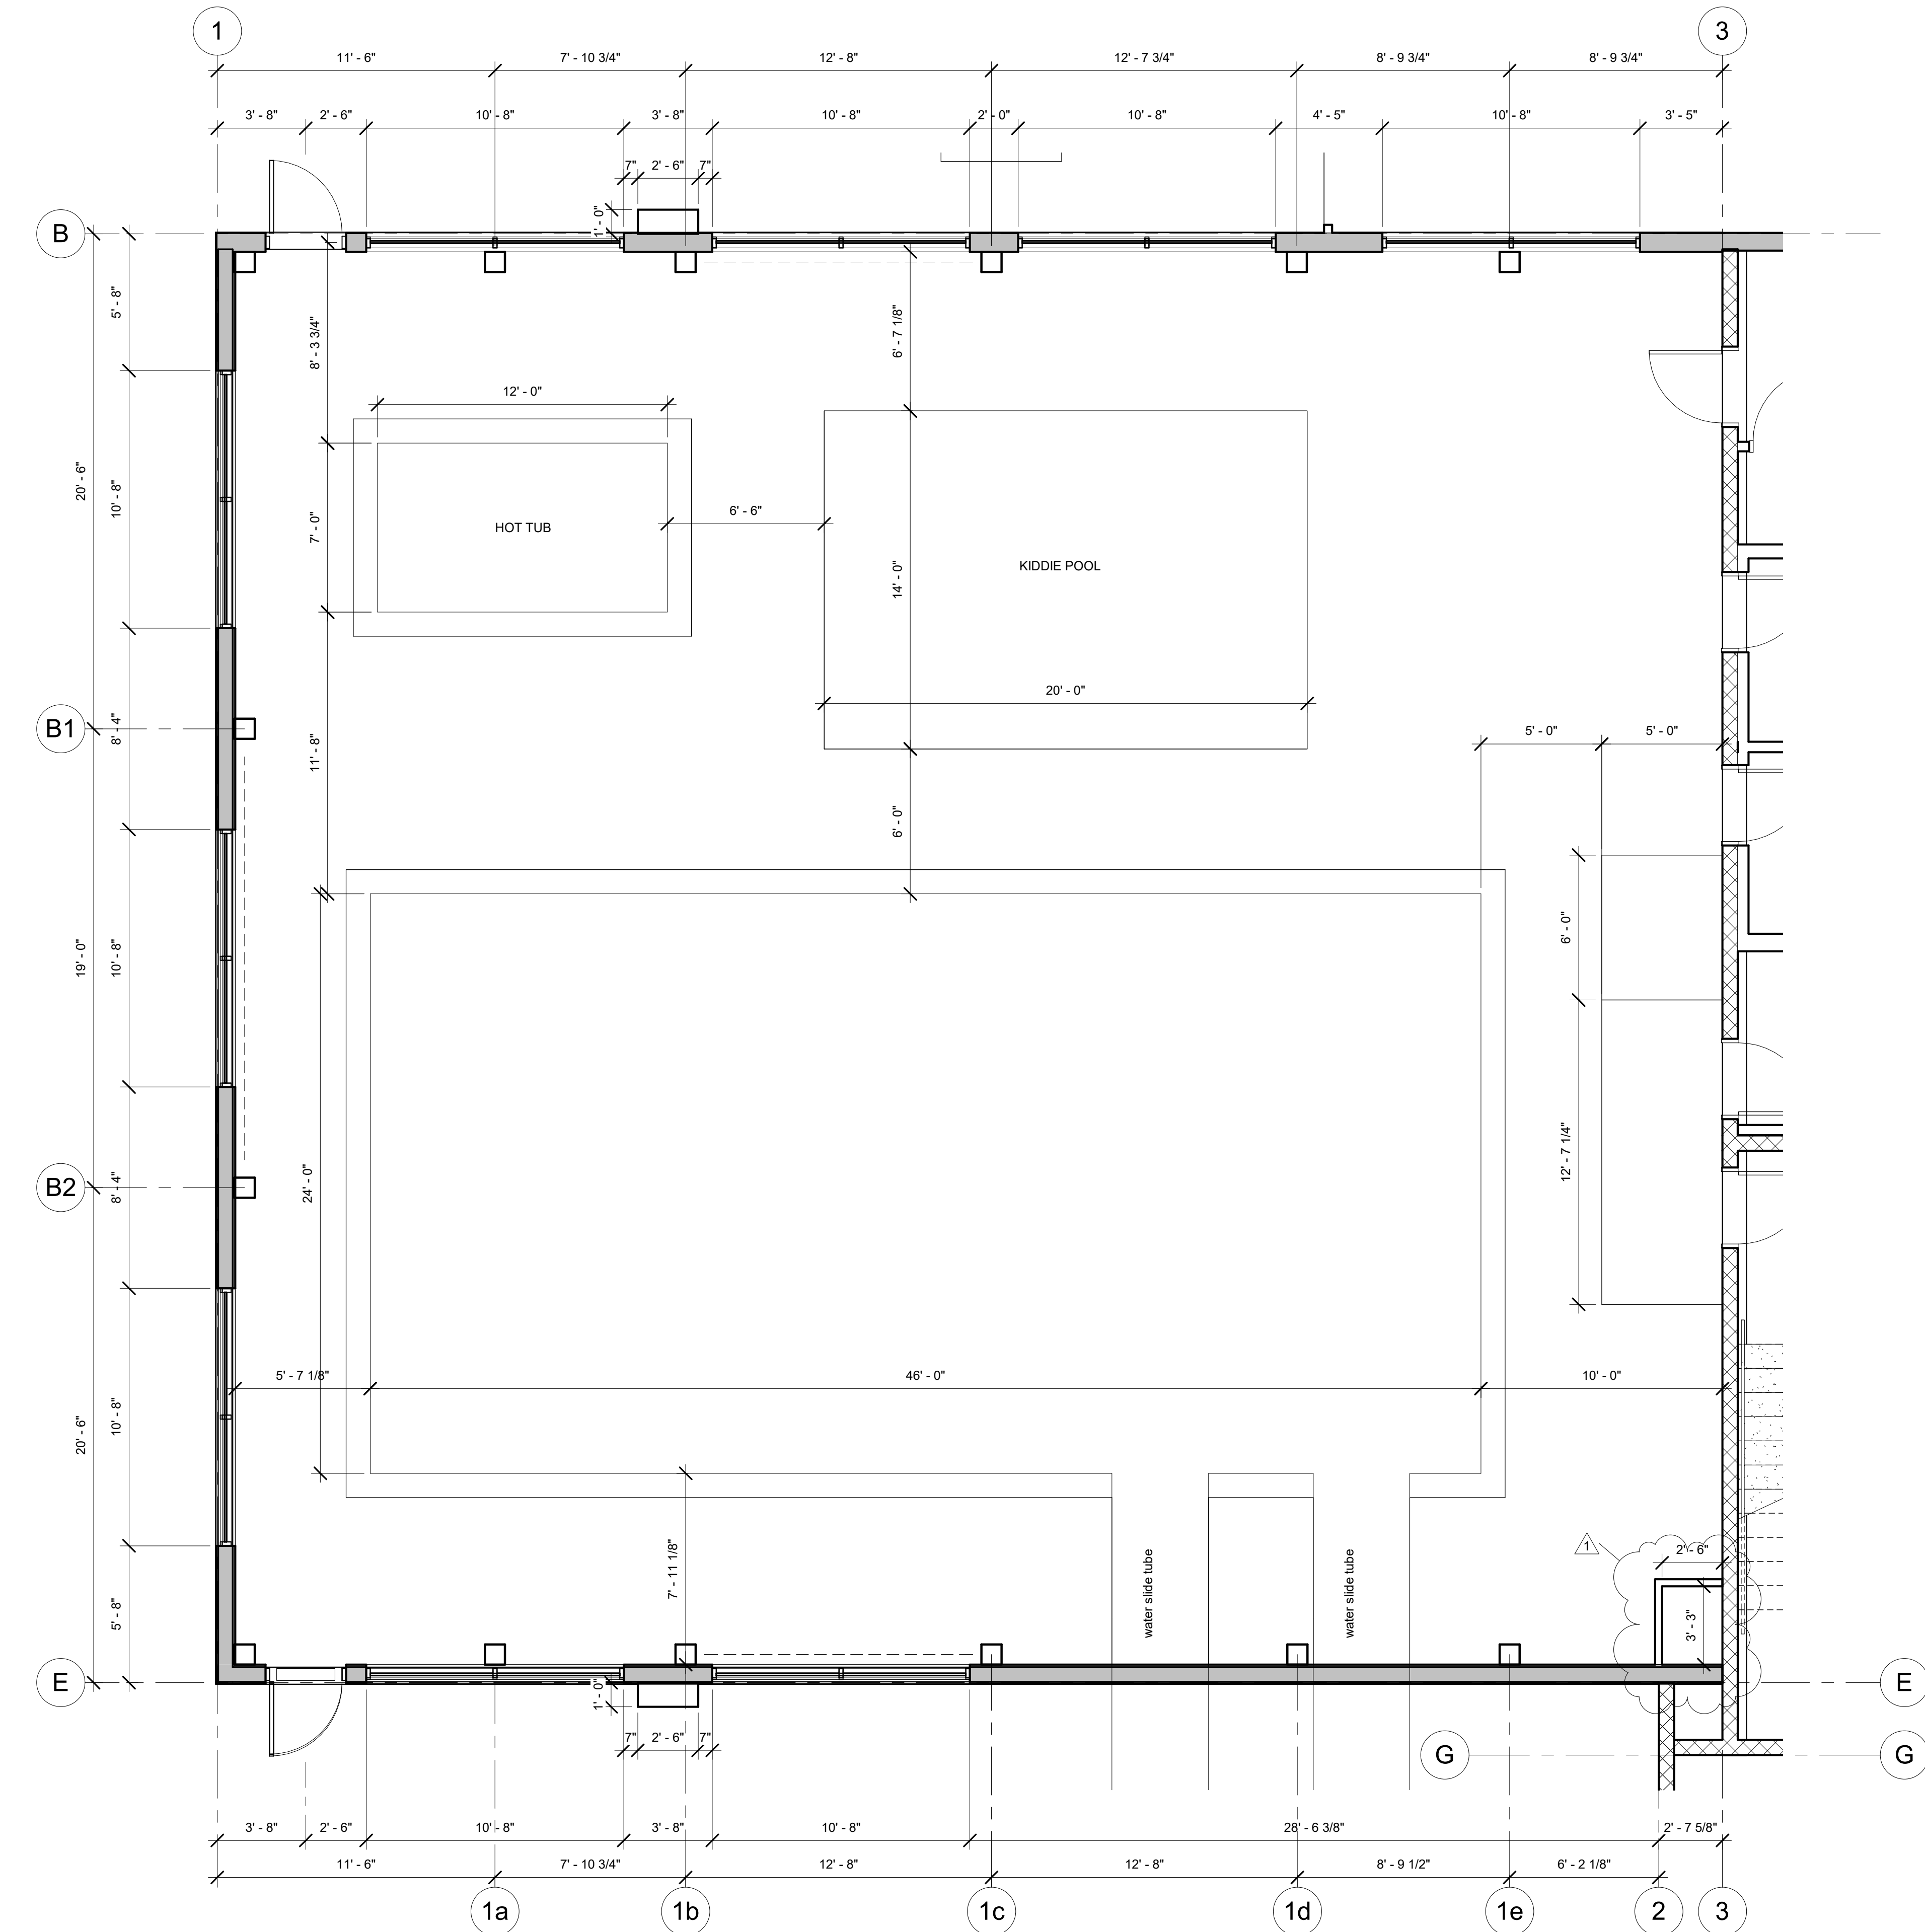 1
3
11' - 6"
7' - 10 3/4"
12' - 8"
12' - 7 3/4"
8' - 9 3/4"
8' - 9 3/4"
3' - 8"
2' - 6"
10' - 8"
3' - 8"
10' - 8"
2' - 0"
10' - 8"
4' - 5"
10' - 8"
3' - 5"
7"
2' - 6"
7"
1' - 0"
B
5' - 8"
8' - 3 3/4"
6' - 7 1/8"
12' - 0"
20' - 6"
10' - 8"
7' - 0"
HOT TUB
6' - 6"
KIDDIE POOL
14' - 0"
20' - 0"
B1
8' - 4"
11' - 8"
5' - 0"
5' - 0"
6' - 0"
6' - 0"
19' - 0"
10' - 8"
12' - 7 1/4"
B2
8' - 4"
24' - 0"
5' - 7 1/8"
46' - 0"
10' - 0"
20' - 6"
10' - 8"
7' - 11 1/8"
water slide tube
water slide tube
1
2' - 6"
3' - 3"
5' - 8"
E
1' - 0"
E
7"
2' - 6"
7"
G
G
3' - 8"
2' - 6"
10' - 8"
3' - 8"
10' - 8"
28' - 6 3/8"
2' - 7 5/8"
11' - 6"
7' - 10 3/4"
12' - 8"
12' - 8"
8' - 9 1/2"
6' - 2 1/8"
1a
1b
1c
1d
1e
2
3